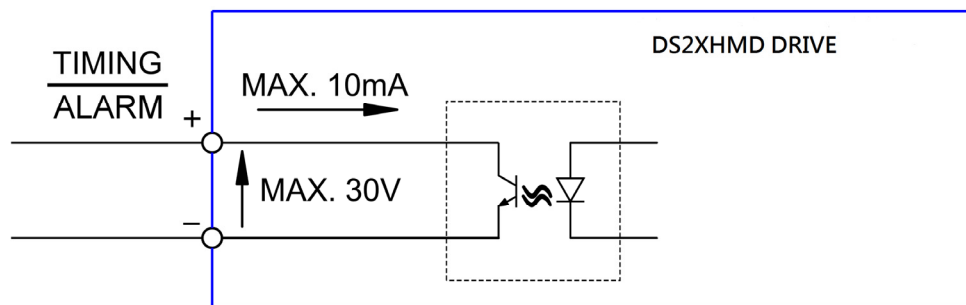 DS2XHMD DRIVE
TIMING
ALARM
MAX. 10mA
+
MAX. 30V
−